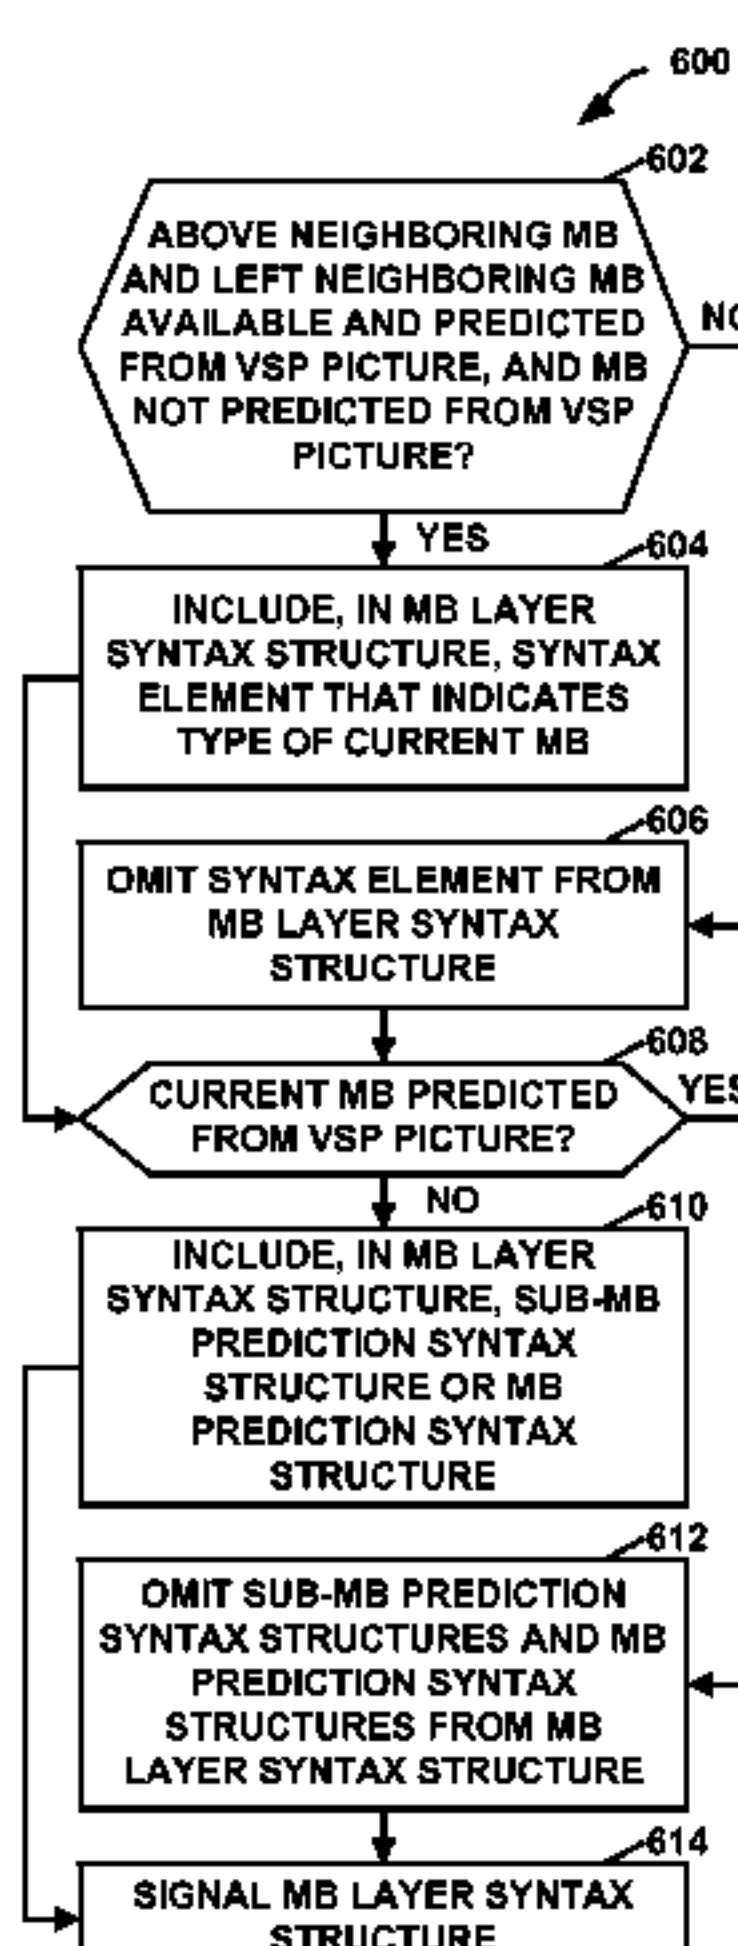 600
602
ABOVE NEIGHBORING MB
AND LEFT NEIGHBORING MB
AVAILABLE AND PREDICTED
FROM VSP PICTURE, AND MB
NOT PREDICTED FROM VSP
PICTURE?
NO
YES
604
INCLUDE, IN MB LAYER
SYNTAX STRUCTURE, SYNTAX
ELEMENT THAT INDICATES
TYPE OF CURRENT MB
606
OMIT SYNTAX ELEMENT FROM
MB LAYER SYNTAX
STRUCTURE
608
CURRENT MB PREDICTED
FROM VSP PICTURE?
YES
NO
610
INCLUDE, IN MB LAYER
SYNTAX STRUCTURE, SUB-MB
PREDICTION SYNTAX
STRUCTURE OR MB
PREDICTION SYNTAX
STRUCTURE
612
OMIT SUB-MB PREDICTION
SYNTAX STRUCTURES AND MB
PREDICTION SYNTAX
STRUCTURES FROM MB
LAYER SYNTAX STRUCTURE
614
SIGNAL MB LAYER SYNTAX
STRUCTURE